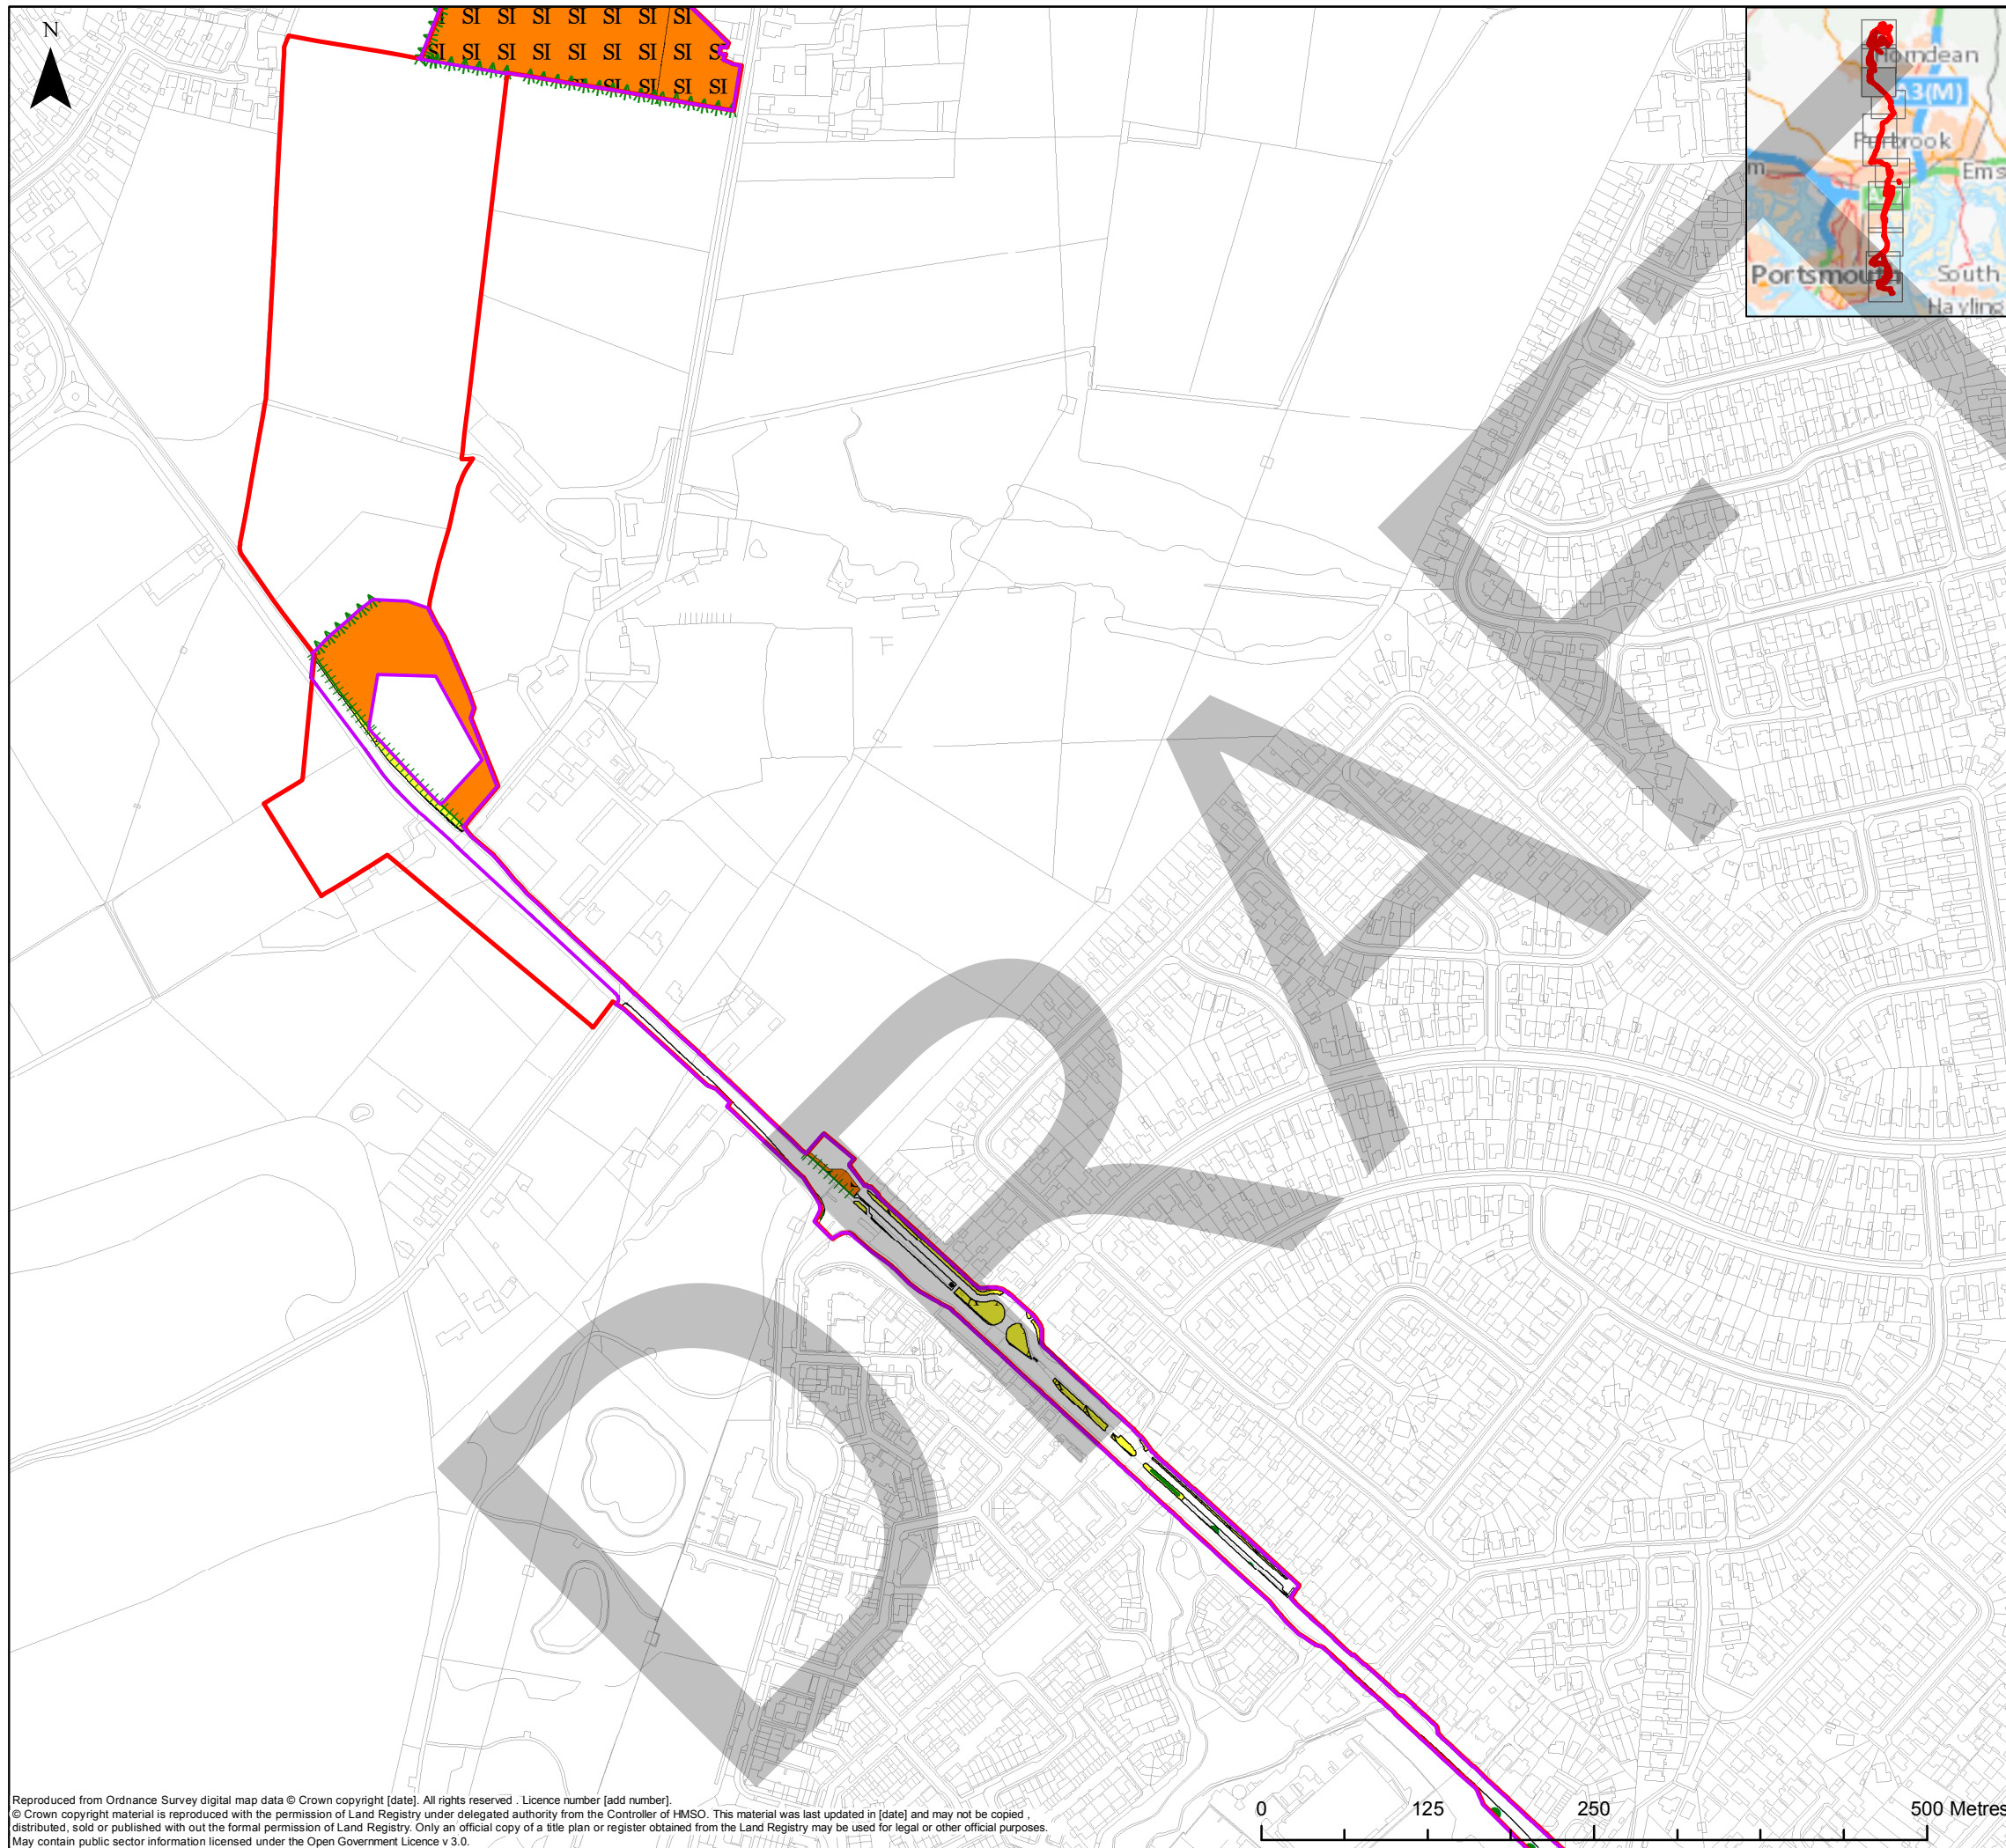 N
SI SI SI SI SI SI SI
SI SI SI SI SI SI SI SI
SI SI SI SI
Horndean
A3(M)
Purbrook
Ems
Portsmouth
South
Hayling
DRAFT
0 125 250 500 Metres
Reproduced from Ordnance Survey digital map data © Crown copyright [date]. All rights reserved . Licence number [add number].
© Crown copyright material is reproduced with the permission of Land Registry under delegated authority from the Controller of HMSO. This material was last updated in [date] and may not be copied ,
distributed, sold or published with out the formal permission of Land Registry. Only an official copy of a title plan or register obtained from the Land Registry may be used for legal or other official purposes.
May contain public sector information licensed under the Open Government Licence v 3.0.